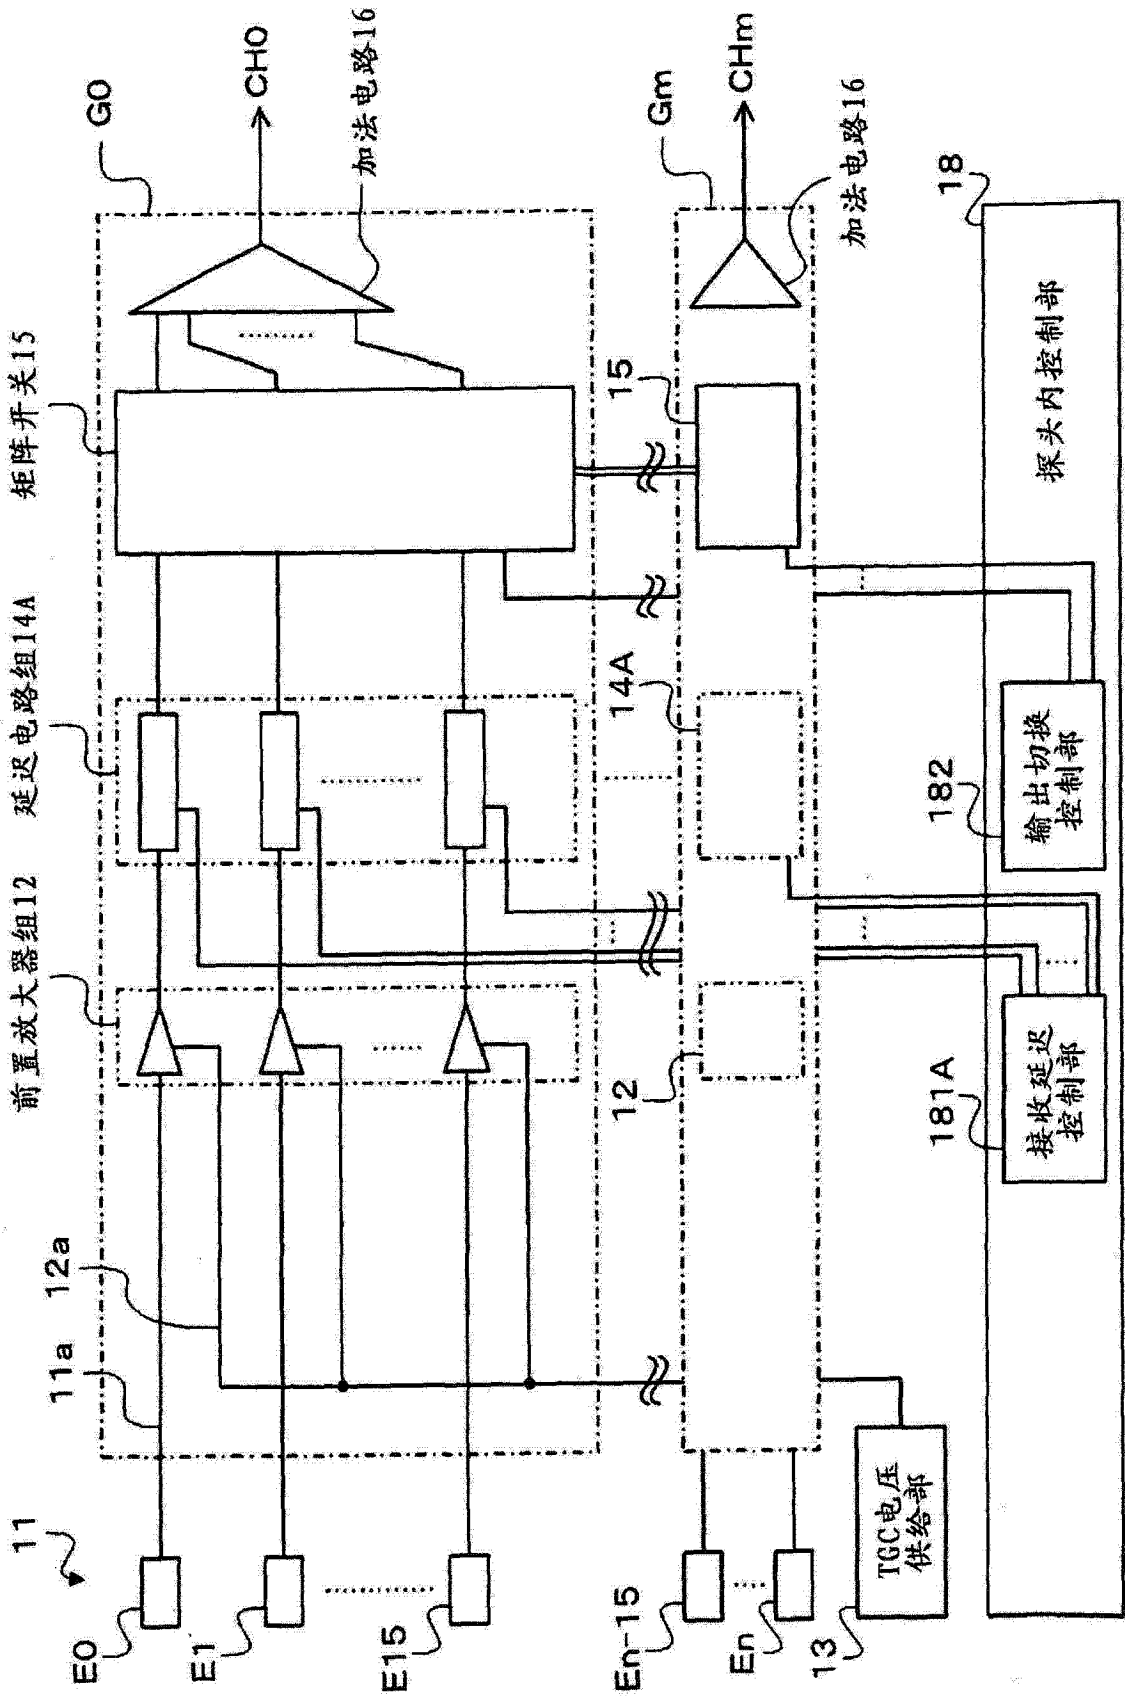 11
E0
E1
E15
11a
12a
前置放大器组12
延迟电路组14A
矩阵开关15
G0
CH0
加法电路16
En-15
En
12
14A
15
Gm
CHm
加法电路16
13
TGC电压
供给部
181A
接收延迟
控制部
182
输出切换
控制部
18
探头内控制部